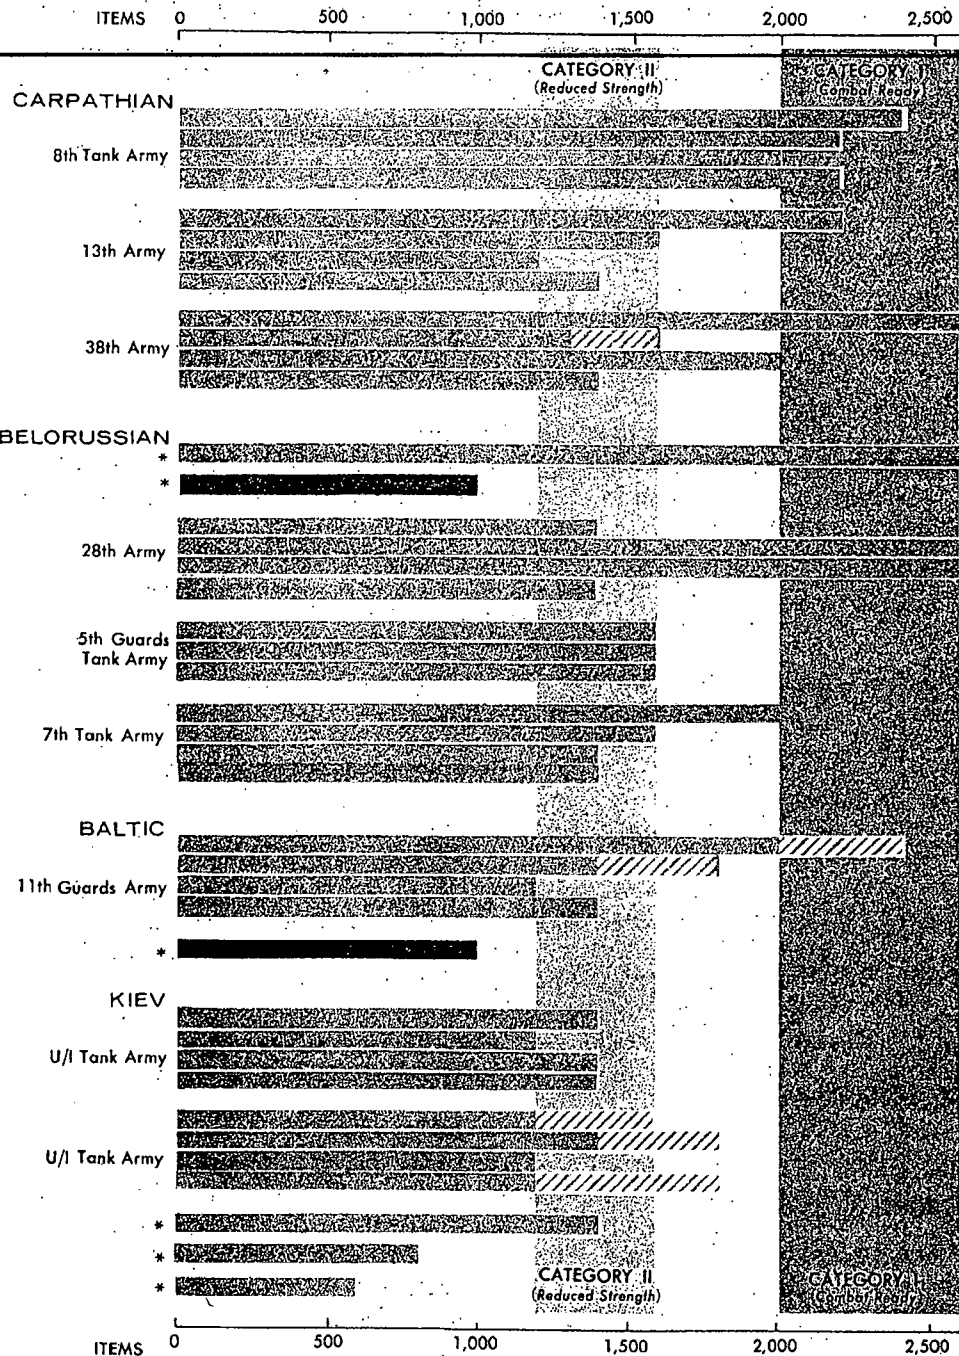 ITEMS 0 500 1,000 1,500 2,000 2,500
CATEGORY II CATEGORY I
(Reduced Strength) (Combat Ready)
CARPATHIAN
8th Tank Army
13th Army
38th Army
BELORUSSIAN
*
*
28th Army
5th Guards
Tank Army
7th Tank Army
BALTIC
11th Guards Army
*
KIEV
U/I Tank Army
U/I Tank Army
*
*
*
CATEGORY II CATEGORY I
(Reduced Strength) (Combat Ready)
ITEMS 0 500 1,000 1,500 2,000 2,500